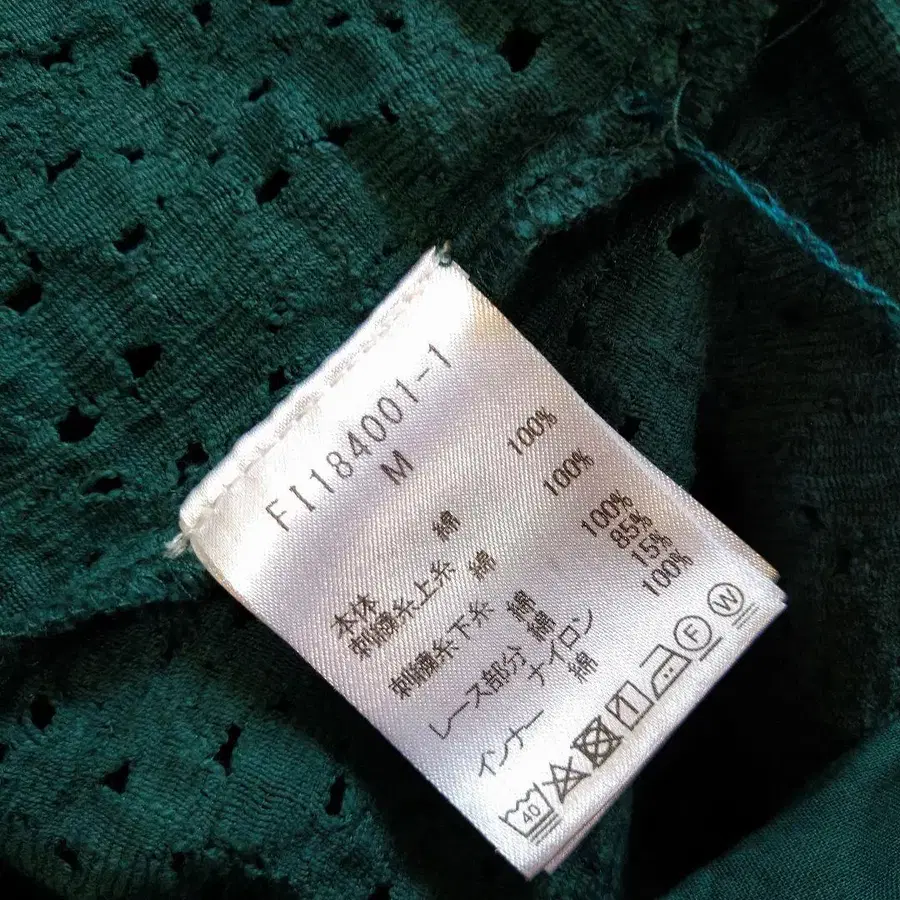 FI184001-1
M
本体 綿 100%
刺繍糸上糸 綿 100%
刺繍糸下糸 綿 100%
レース部分 綿 85%
ナイロン 15%
インナー 綿 100%
40 F W